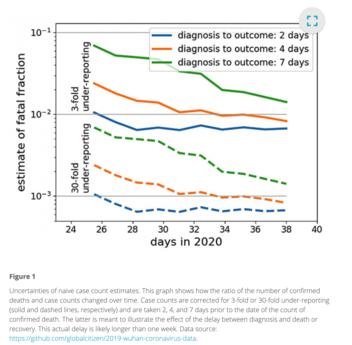 diagnosis to outcome: 2 days
diagnosis to outcome: 4 days
diagnosis to outcome: 7 days
estimate of fatal fraction
10⁻¹
10⁻²
10⁻³
3-fold
under-reporting
30-fold
under-reporting
24 26 28 30 32 34 36 38 40
days in 2020
Figure 1
Uncertainties of naive case count estimates. This graph shows how the ratio of the number of confirmed
deaths and case counts changed over time. Case counts are corrected for 3-fold or 30-fold under-reporting
(solid and dashed lines, respectively) and are taken 2, 4, and 7 days prior to the date of the count of
confirmed death. The latter is meant to illustrate the effect of the delay between diagnosis and death or
recovery. This actual delay is likely longer than one week. Data source:
https://github.com/globalcitizen/2019-wuhan-coronavirus-data.